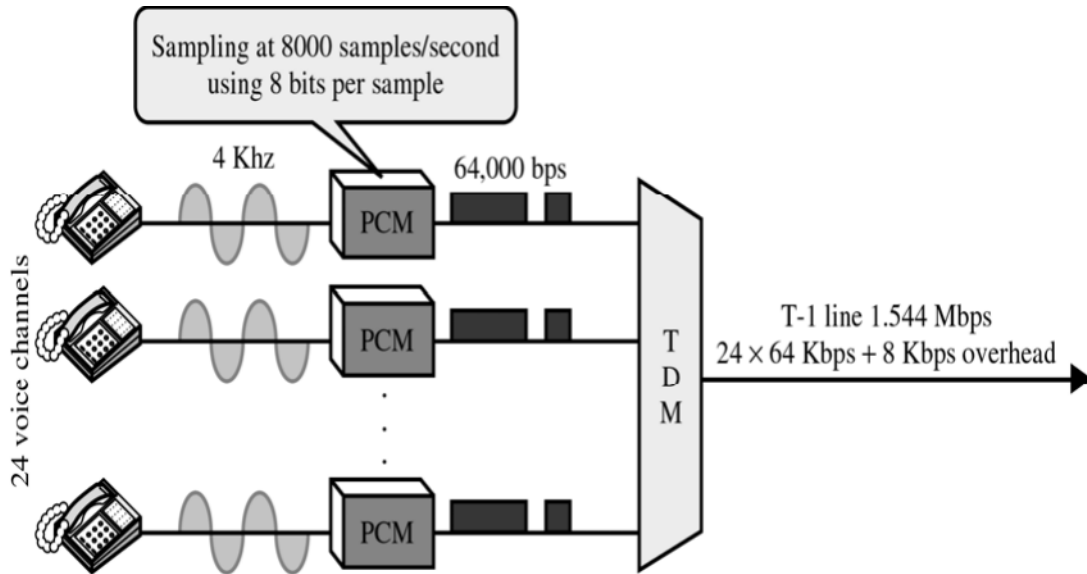 Sampling at 8000 samples/second
using 8 bits per sample
4 Khz
64,000 bps
PCM
24 voice channels
PCM
T
D
M
T-1 line 1.544 Mbps
24 × 64 Kbps + 8 Kbps overhead
PCM